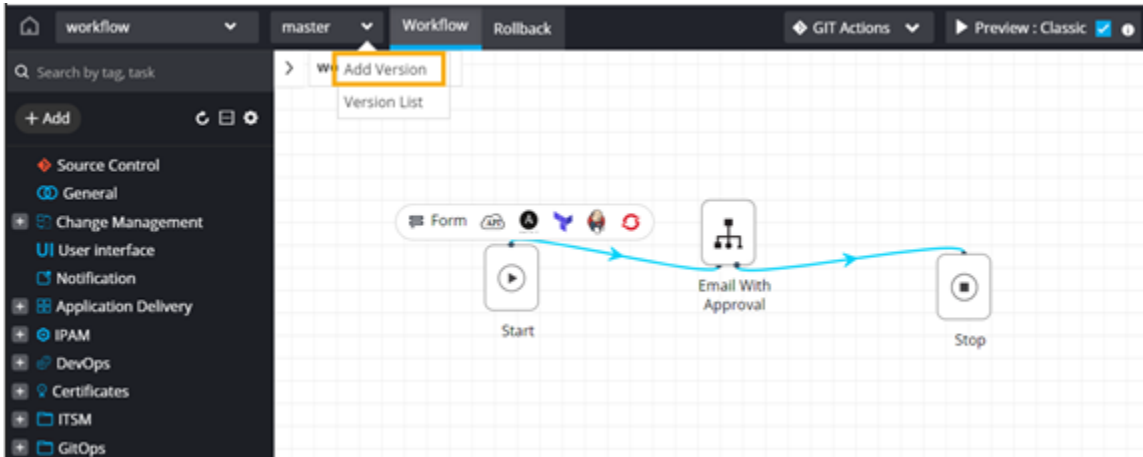 workflow
master
Workflow
Rollback
GIT Actions
Preview : Classic
Search by tag, task
Add Version
Version List
+ Add
Source Control
General
Change Management
UI User interface
Notification
Application Delivery
IPAM
DevOps
Certificates
ITSM
GitOps
Form
API
A
Start
Email With
Approval
Stop